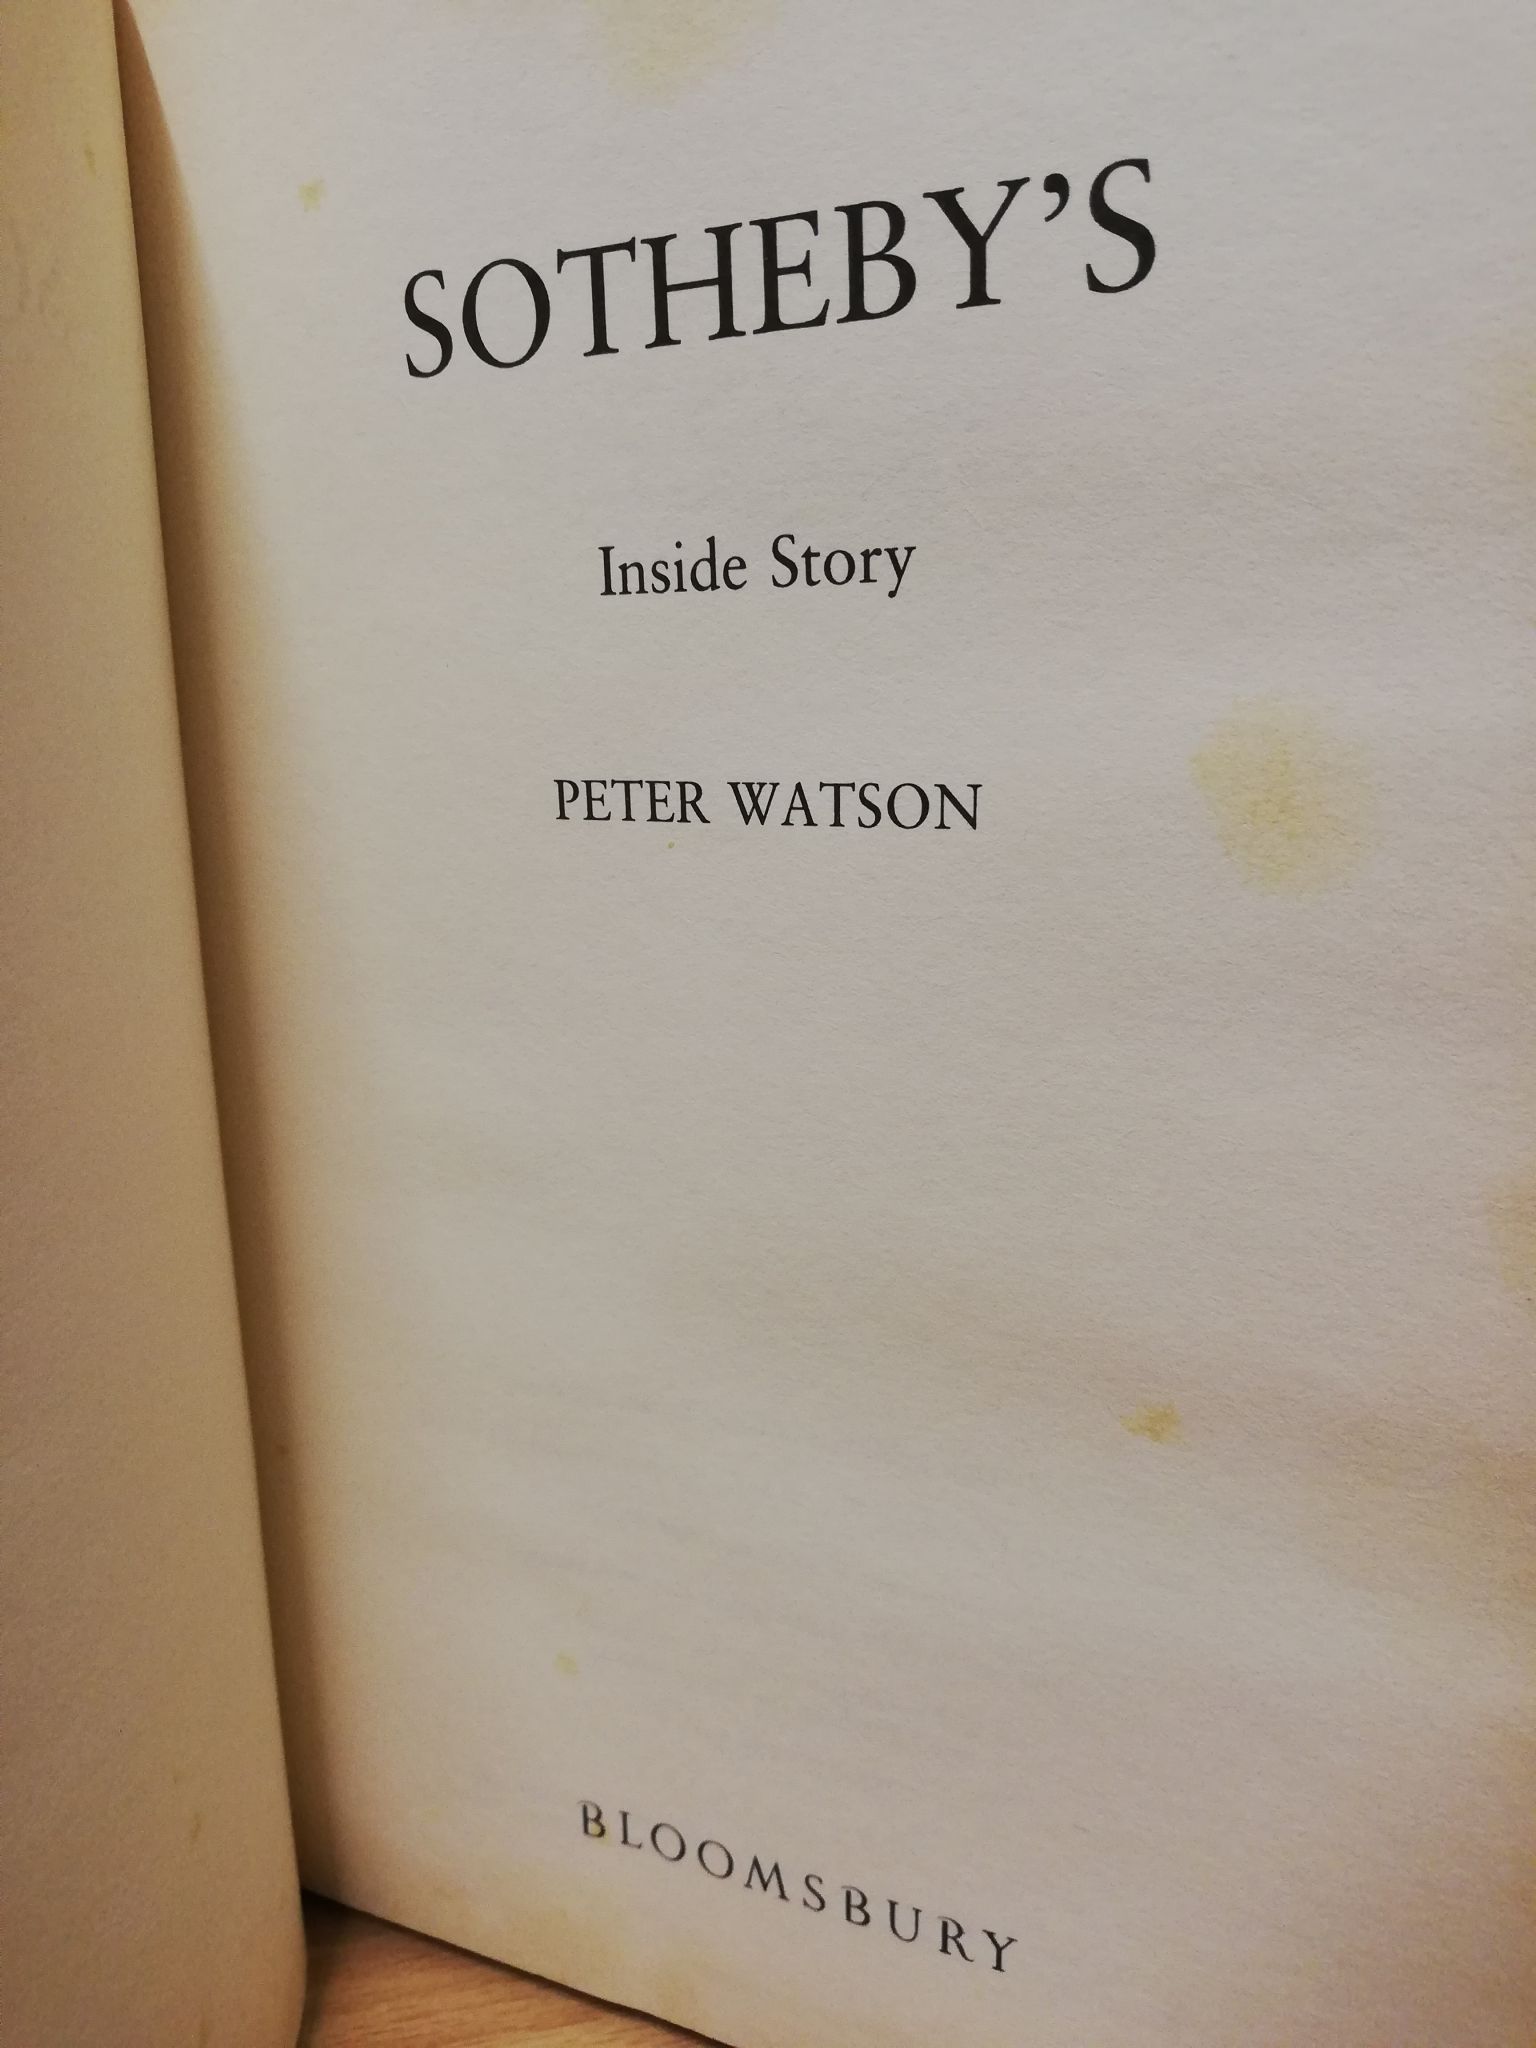 SOTHEBY'S
Inside Story
PETER WATSON
BLOOMSBURY